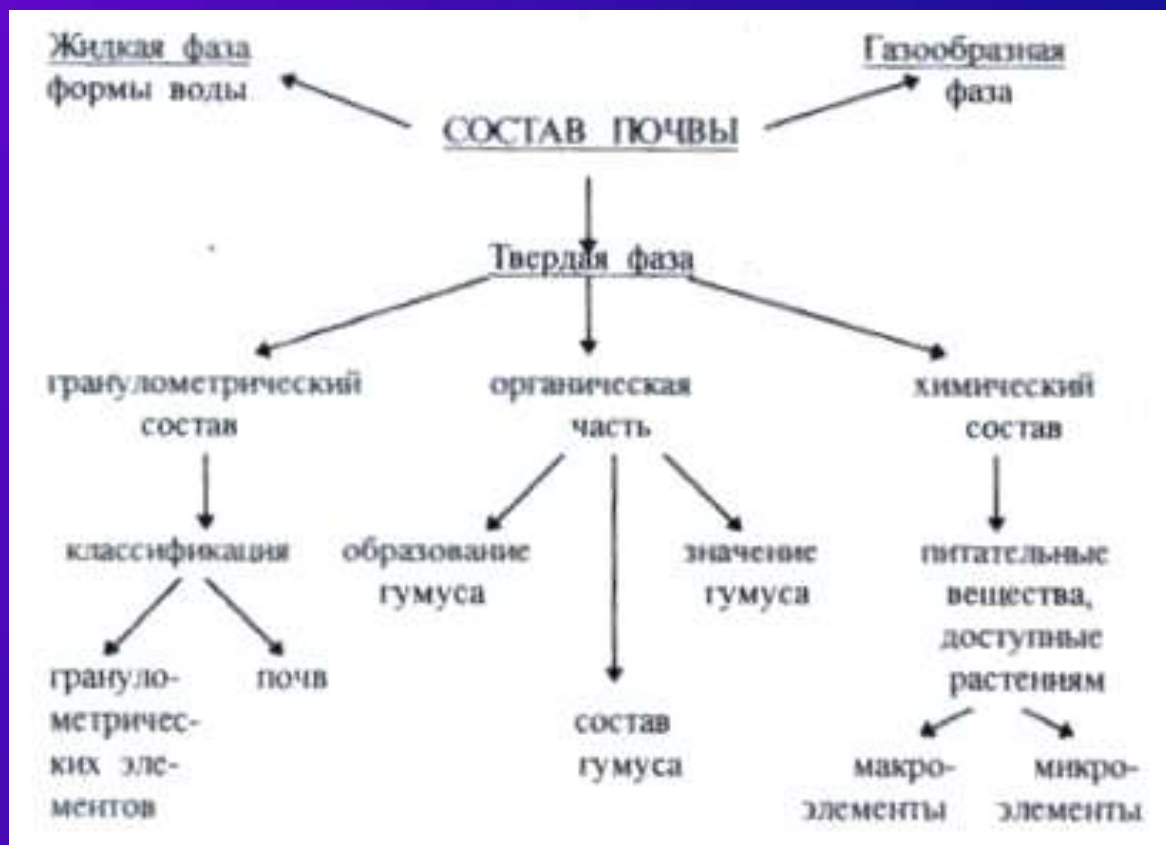 Жидкая фаза
формы воды
Газообразная
фаза
СОСТАВ ПОЧВЫ
Твердая фаза
гранулометрический
состав
органическая
часть
химический
состав
классификация
образование
гумуса
значение
гумуса
питательные
вещества,
доступные
растениям
грануло-
метричес-
ких эле-
ментов
почв
состав
гумуса
макро-
элементы
микро-
элементы